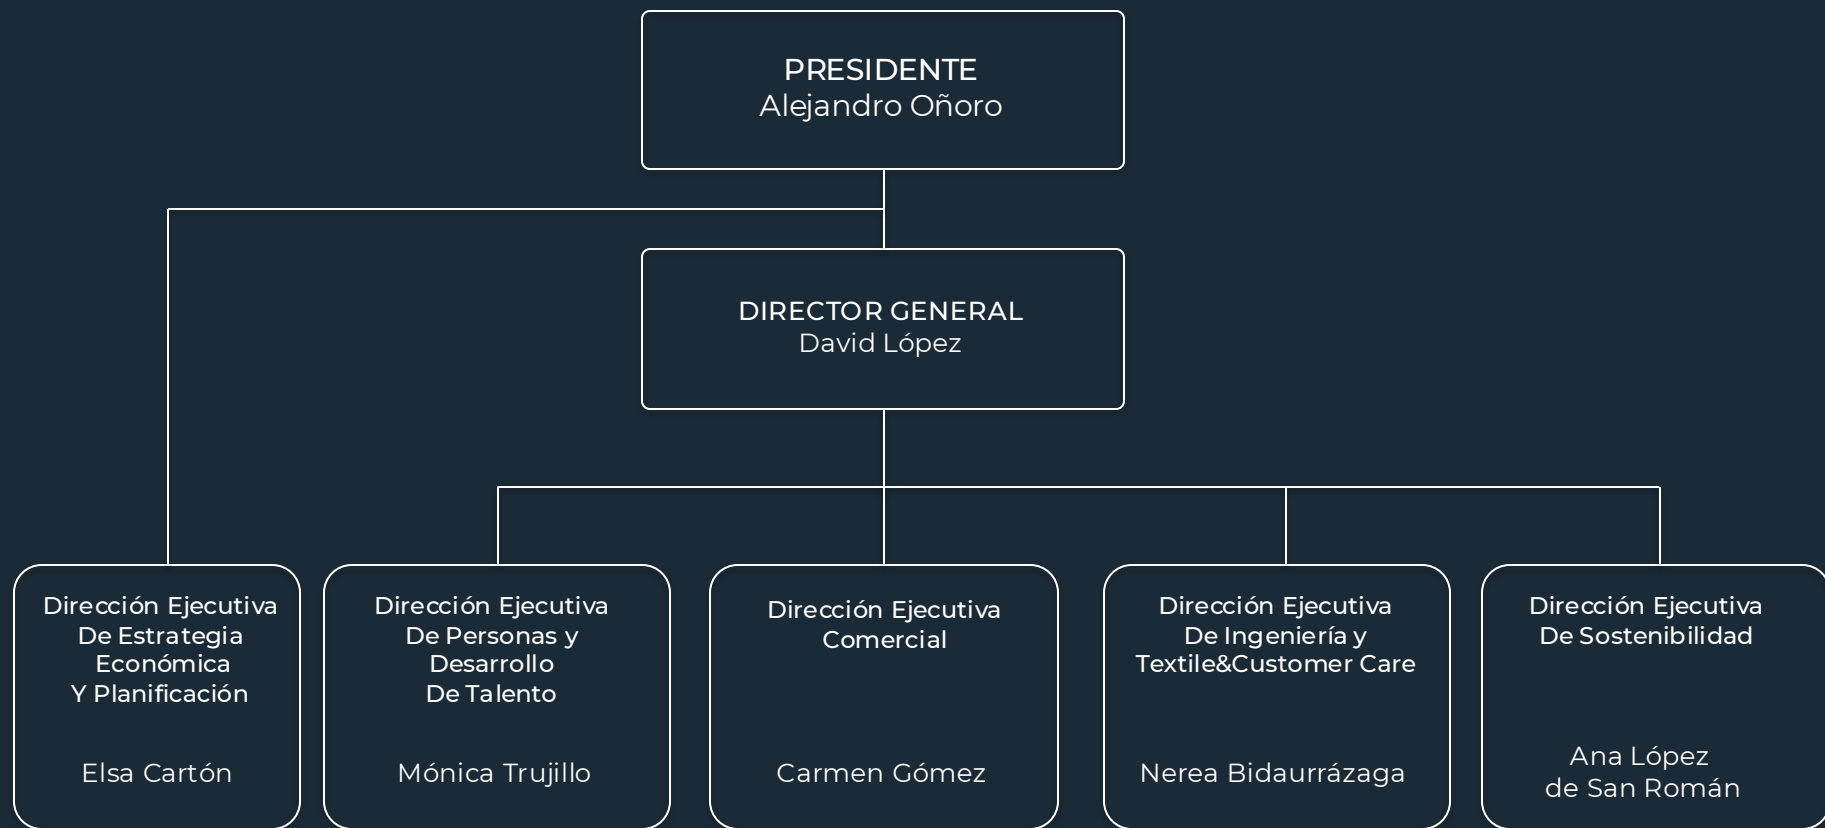 PRESIDENTE
Alejandro Oñoro
DIRECTOR GENERAL
David López
Dirección Ejecutiva
De Estrategia
Económica
Y Planificación
Elsa Cartón
Dirección Ejecutiva
De Personas y
Desarrollo
De Talento
Mónica Trujillo
Dirección Ejecutiva
Comercial
Carmen Gómez
Dirección Ejecutiva
De Ingeniería y
Textile&Customer Care
Nerea Bidaurrázaga
Dirección Ejecutiva
De Sostenibilidad
Ana López
de San Román